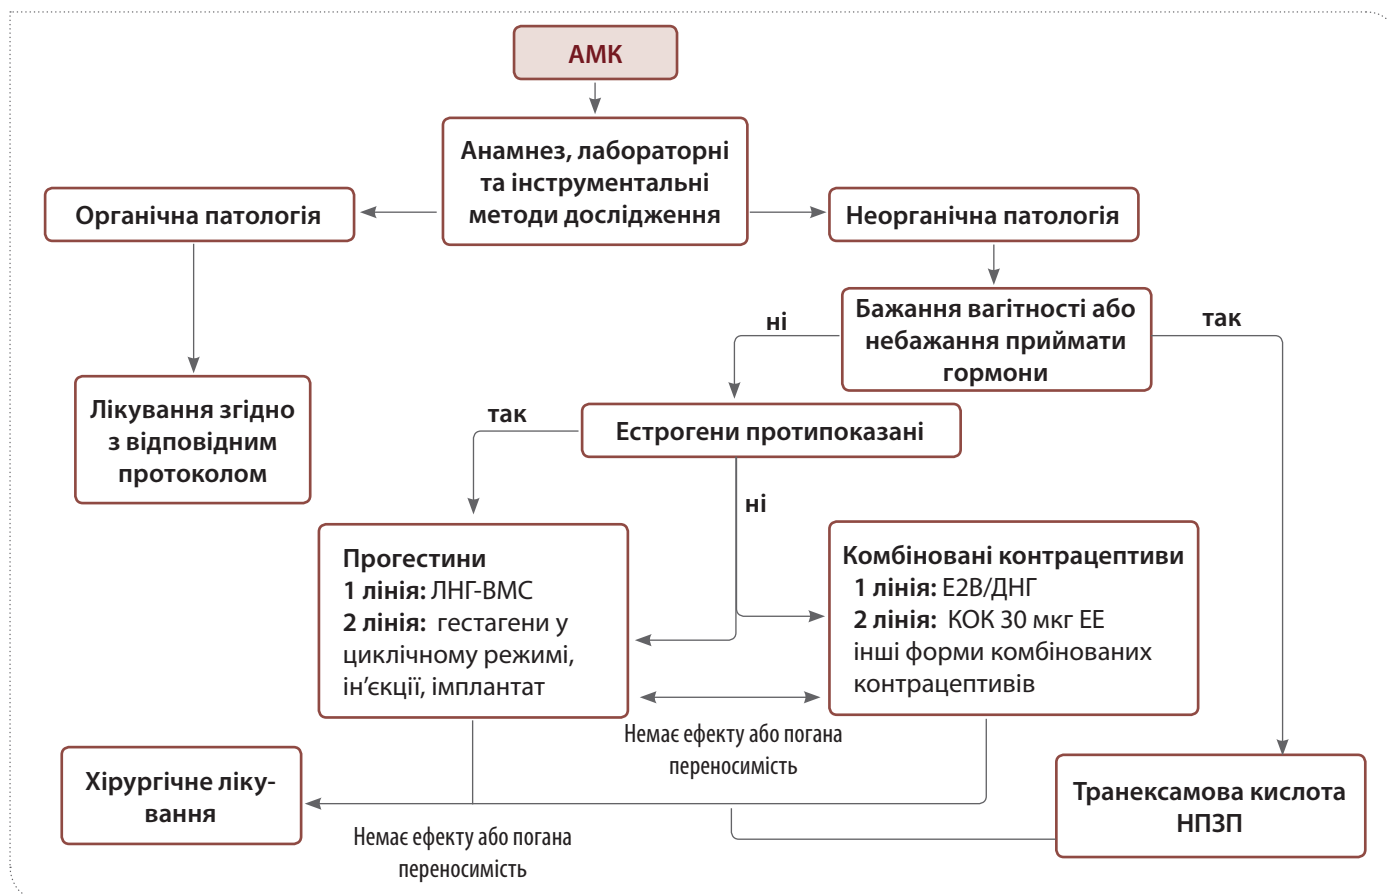 АМК
Анамнез, лабораторні
та інструментальні
методи дослідження
Органічна патологія
Неорганічна патологія
Бажання вагітності або
небажання приймати
гормони
ні
так
Лікування згідно
з відповідним
протоколом
так
Естрогени протипоказані
ні
Прогестини
1 лінія: ЛНГ-ВМС
2 лінія: гестагени у
циклічному режимі,
ін’єкції, імплантат
Комбіновані контрацептиви
1 лінія: Е2В/ДНГ
2 лінія: КОК 30 мкг ЕЕ
інші форми комбінованих
контрацептивів
Немає ефекту або погана
переносимість
Хірургічне ліку-
вання
Транексамова кислота
НПЗП
Немає ефекту або погана
переносимість